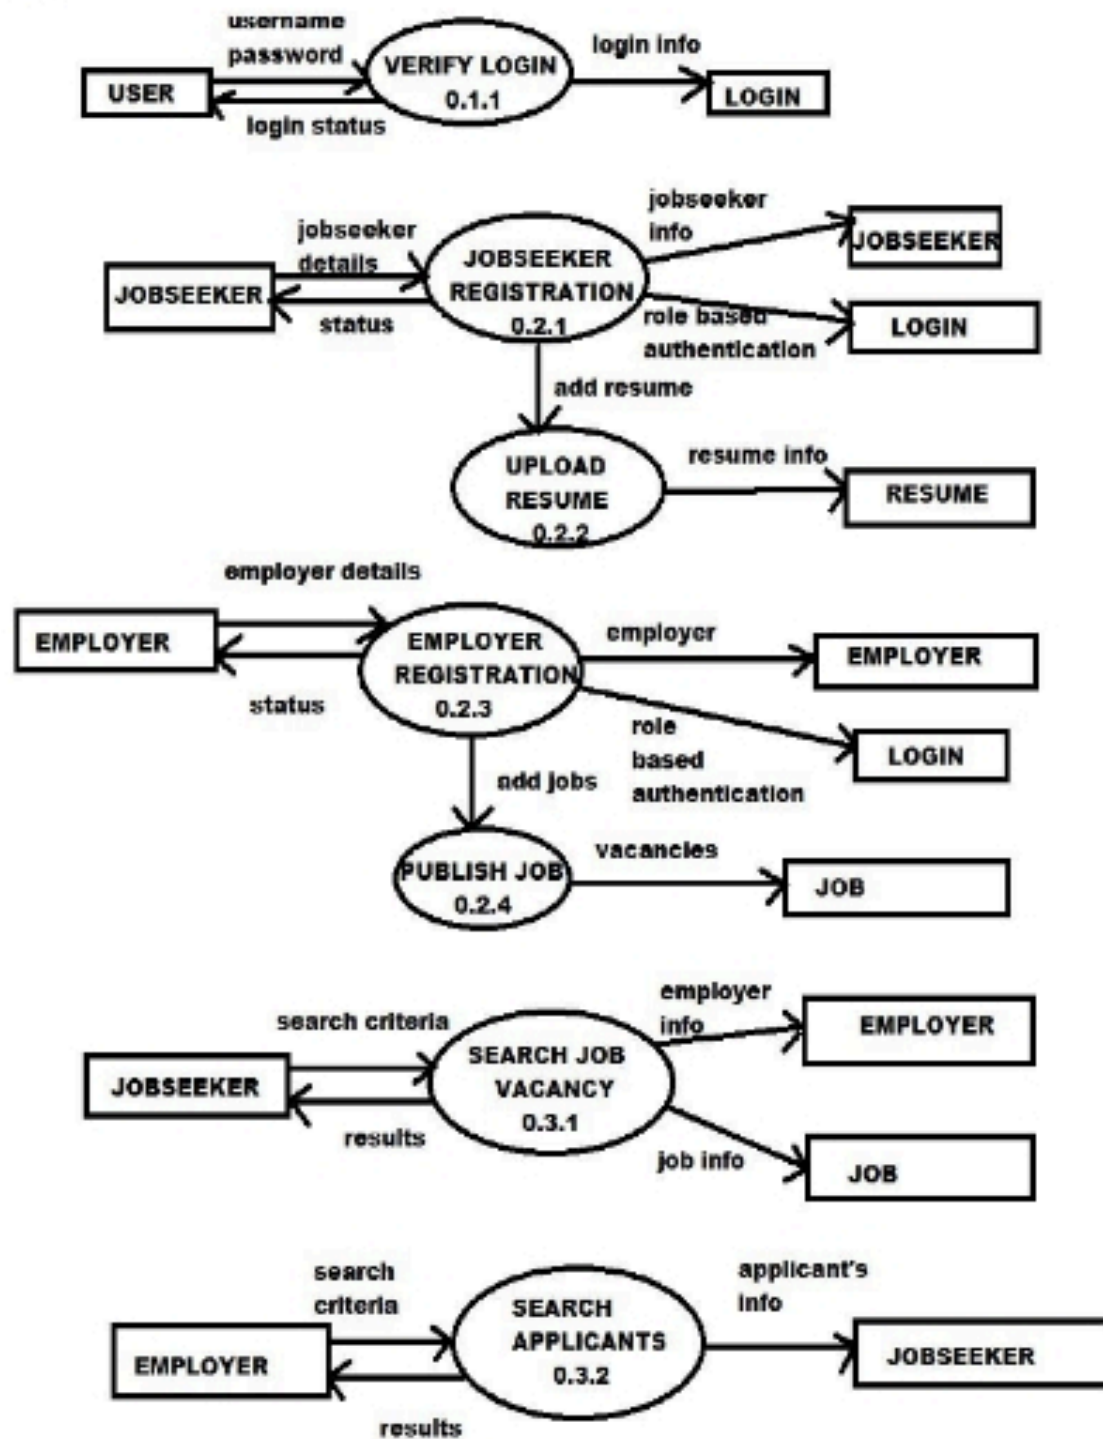 username
password
VERIFY LOGIN
0.1.1
login info
USER
LOGIN
login status
jobseeker
details
JOBSEEKER
REGISTRATION
0.2.1
jobseeker
info
JOBSEEKER
JOBSEEKER
status
role based
authentication
LOGIN
add resume
UPLOAD
RESUME
0.2.2
resume info
RESUME
employer details
EMPLOYER
EMPLOYER
REGISTRATION
0.2.3
employer
EMPLOYER
status
role
based
authentication
LOGIN
add jobs
PUBLISH JOB
0.2.4
vacancies
JOB
search criteria
JOBSEEKER
SEARCH JOB
VACANCY
0.3.1
employer
info
EMPLOYER
results
job info
JOB
search
criteria
EMPLOYER
SEARCH
APPLICANTS
0.3.2
applicant's
info
JOBSEEKER
results